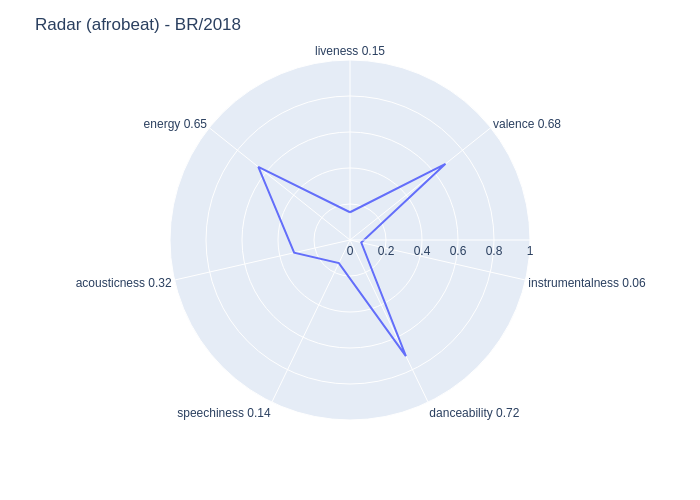 Radar (afrobeat) - BR/2018
liveness 0.15
energy 0.65
valence 0.68
0 0.2 0.4 0.6 0.8 1
acousticness 0.32
instrumentalness 0.06
speechiness 0.14
danceability 0.72